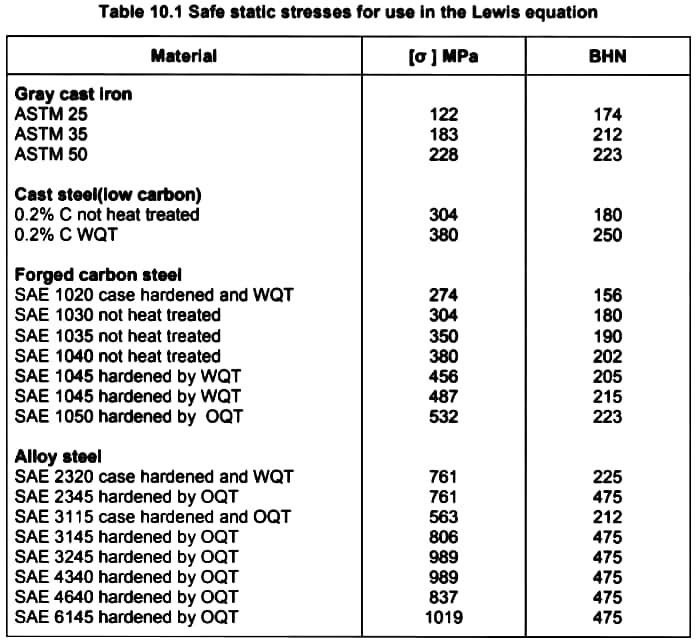 Table 10.1 Safe static stresses for use in the Lewis equation
Material [σ ] MPa BHN
Gray cast iron
ASTM 25 122 174
ASTM 35 183 212
ASTM 50 228 223
Cast steel(low carbon)
0.2% C not heat treated 304 180
0.2% C WQT 380 250
Forged carbon steel
SAE 1020 case hardened and WQT 274 156
SAE 1030 not heat treated 304 180
SAE 1035 not heat treated 350 190
SAE 1040 not heat treated 380 202
SAE 1045 hardened by WQT 456 205
SAE 1045 hardened by WQT 487 215
SAE 1050 hardened by OQT 532 223
Alloy steel
SAE 2320 case hardened and WQT 761 225
SAE 2345 hardened by OQT 761 475
SAE 3115 case hardened and OQT 563 212
SAE 3145 hardened by OQT 806 475
SAE 3245 hardened by OQT 989 475
SAE 4340 hardened by OQT 989 475
SAE 4640 hardened by OQT 837 475
SAE 6145 hardened by OQT 1019 475